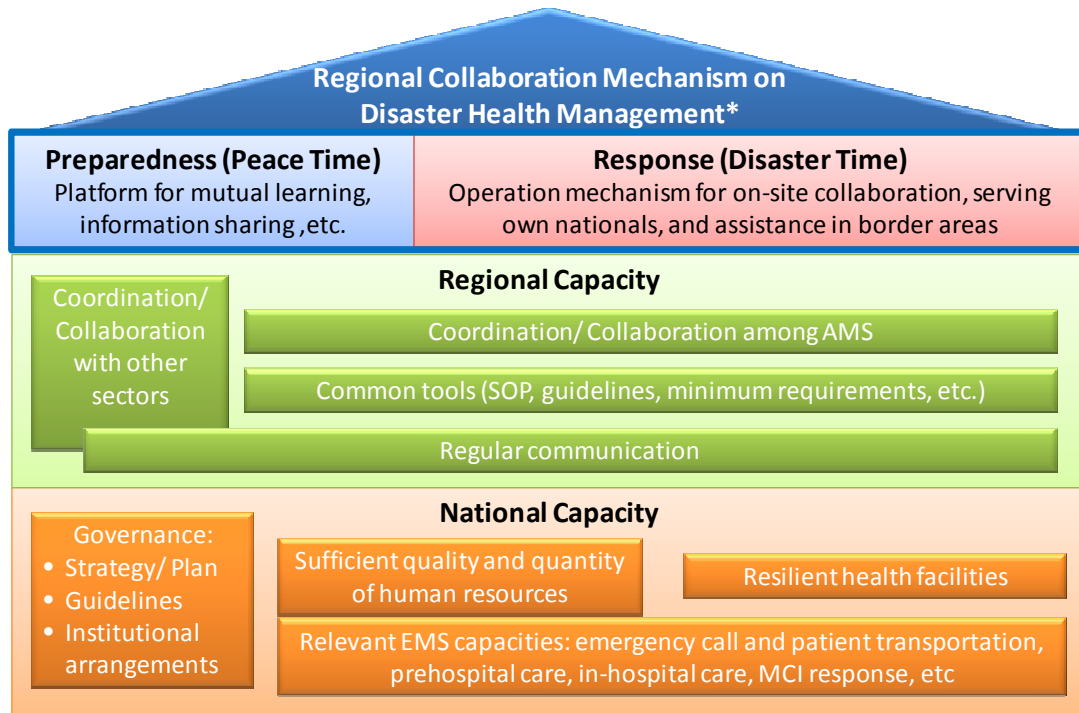 Regional Collaboration Mechanism on
Disaster Health Management*
Preparedness (Peace Time)
Platform for mutual learning,
information sharing ,etc.
Response (Disaster Time)
Operation mechanism for on-site collaboration, serving
own nationals, and assistance in border areas
Regional Capacity
Coordination/
Collaboration
with other
sectors
Coordination/ Collaboration among AMS
Common tools (SOP, guidelines, minimum requirements, etc.)
Regular communication
National Capacity
Governance:
• Strategy/ Plan
• Guidelines
• Institutional
arrangements
Sufficient quality and quantity
of human resources
Resilient health facilities
Relevant EMS capacities: emergency call and patient transportation,
prehospital care, in-hospital care, MCI response, etc